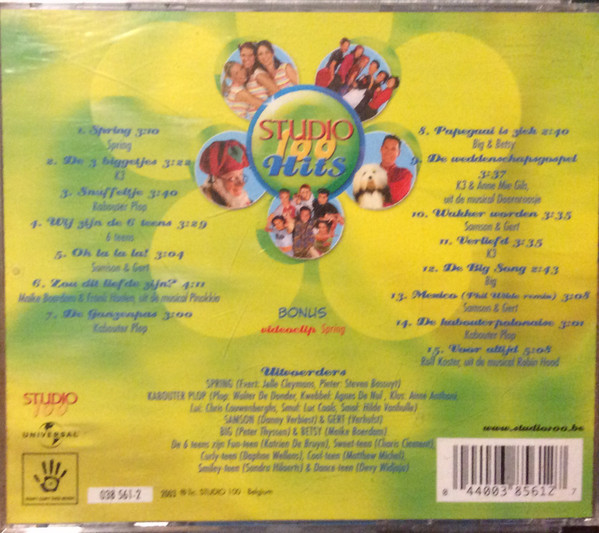 STUDIO
100
Hits
1. Spring 3:10
Spring
2. De 3 biggetjes 3:22
K3
3. Snuffeltje 3:40
Kabouter Plop
4. Wij zijn de 6 teens 3:29
6 teens
5. Oh la la la! 3:04
Samson & Gert
6. Zou dit liefde zijn? 4:11
Maike Boerdam & Frank Hoelen, uit de musical Pinokkio
7. De Ganzenpas 3:00
Kabouter Plop
8. Papegaai is ziek 2:40
Big & Betsy
9. De weddenschapsgospel
3:37
K3 & Anne Mie Gils,
uit de musical Doornroosje
10. Wakker worden 3:35
Samson & Gert
11. Verliefd 3:35
K3
12. De Big Song 2:43
Big
13. Mexico (Phil Wilde remix) 3:08
Samson & Gert
14. De kabouterpolonaise 3:01
Kabouter Plop
15. Voor altijd 5:08
Rolf Koster, uit de musical Robin Hood
BONUS
videoclip Spring
Uitvoerders
SPRING (Evert: Jelle Cleymans, Pieter: Steven Bossuyt)
KABOUTER PLOP (Plop: Walter De Donder, Kwebbel: Agnes De Nul, Klus: Aimé Anthoni,
Lui: Chris Cauwenberghs, Smal: Luc Caals, Smul: Hilde Vanhulle)
SAMSON (Danny Verbiest) & GERT (Verhulst)
BIG (Peter Thyssen) & BETSY (Maike Boerdam)
De 6 teens zijn Fun-teen (Katrien De Bruye), Sweet-teen (Charis Clement),
Curly-teen (Daphne Wellens), Cool-teen (Matthew Michel),
Smiley-teen (Sandra Hilaerts) & Dance-teen (Davy Widjaja)
STUDIO
100
UNIVERSAL
038 561-2
2003 ℗ © STUDIO 100 - Belgium
www.studio100.be
8 44003 85612 7